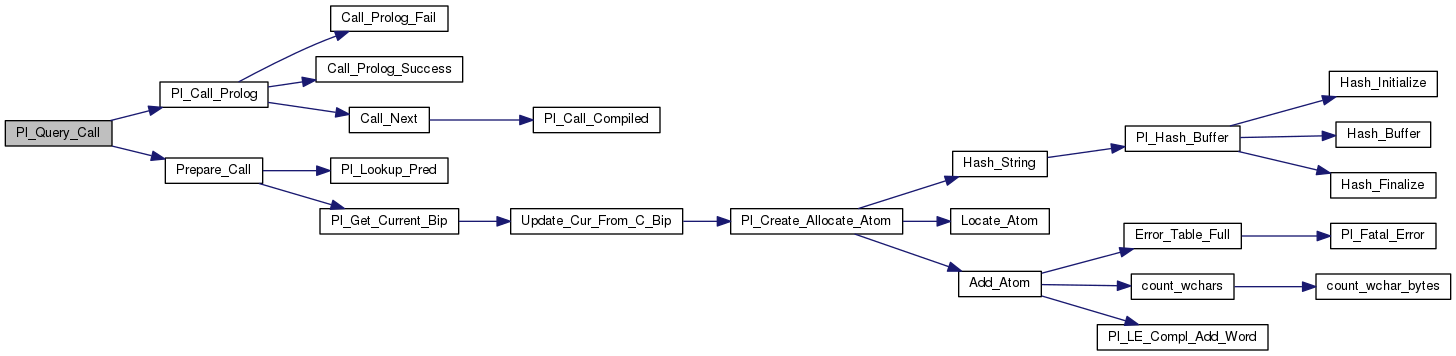 Pl_Query_Call
Pl_Call_Prolog
Call_Prolog_Fail
Call_Prolog_Success
Call_Next
Pl_Call_Compiled
Prepare_Call
Pl_Lookup_Pred
Pl_Get_Current_Bip
Update_Cur_From_C_Bip
Pl_Create_Allocate_Atom
Hash_String
Pl_Hash_Buffer
Hash_Initialize
Hash_Buffer
Hash_Finalize
Locate_Atom
Add_Atom
Error_Table_Full
Pl_Fatal_Error
count_wchars
count_wchar_bytes
Pl_LE_Compl_Add_Word